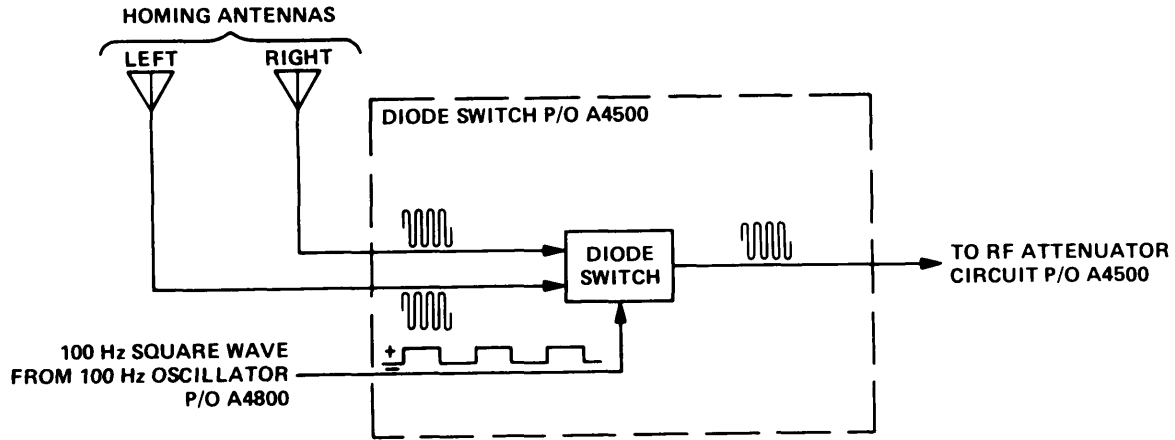 HOMING ANTENNAS
LEFT
RIGHT
DIODE SWITCH P/O A4500
DIODE
SWITCH
TO RF ATTENUATOR
CIRCUIT P/O A4500
100 Hz SQUARE WAVE
FROM 100 Hz OSCILLATOR
P/O A4800
+
−